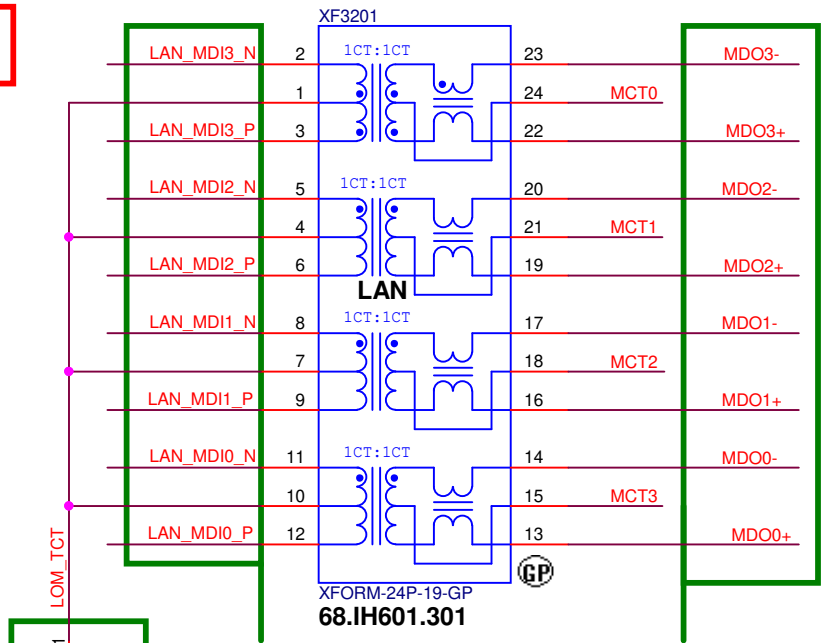 XF3201
LAN_MDI3_N 2 1CT:1CT 23 MDO3-
1 24 MCT0
LAN_MDI3_P 3 22 MDO3+
LAN_MDI2_N 5 1CT:1CT 20 MDO2-
4 21 MCT1
LAN_MDI2_P 6 19 MDO2+
LAN
LAN_MDI1_N 8 1CT:1CT 17 MDO1-
7 18 MCT2
LAN_MDI1_P 9 16 MDO1+
LAN_MDI0_N 11 1CT:1CT 14 MDO0-
10 15 MCT3
LAN_MDI0_P 12 13 MDO0+
LOM_TCT
GP
XFORM-24P-19-GP
68.IH601.301
1